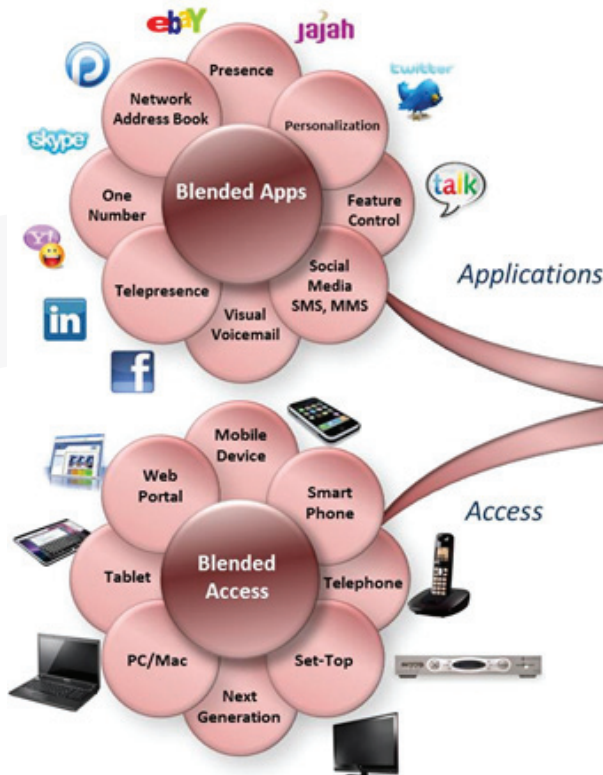 ebaY
jajah
twitter
skype
talk
Y!
in
f
Presence
Personalization
Feature
Control
Social
Media
SMS, MMS
Visual
Voicemail
Telepresence
One
Number
Network
Address Book
Blended Apps
Applications
Mobile
Device
Smart
Phone
Telephone
Set-Top
Next
Generation
PC/Mac
Tablet
Web
Portal
Blended
Access
Access